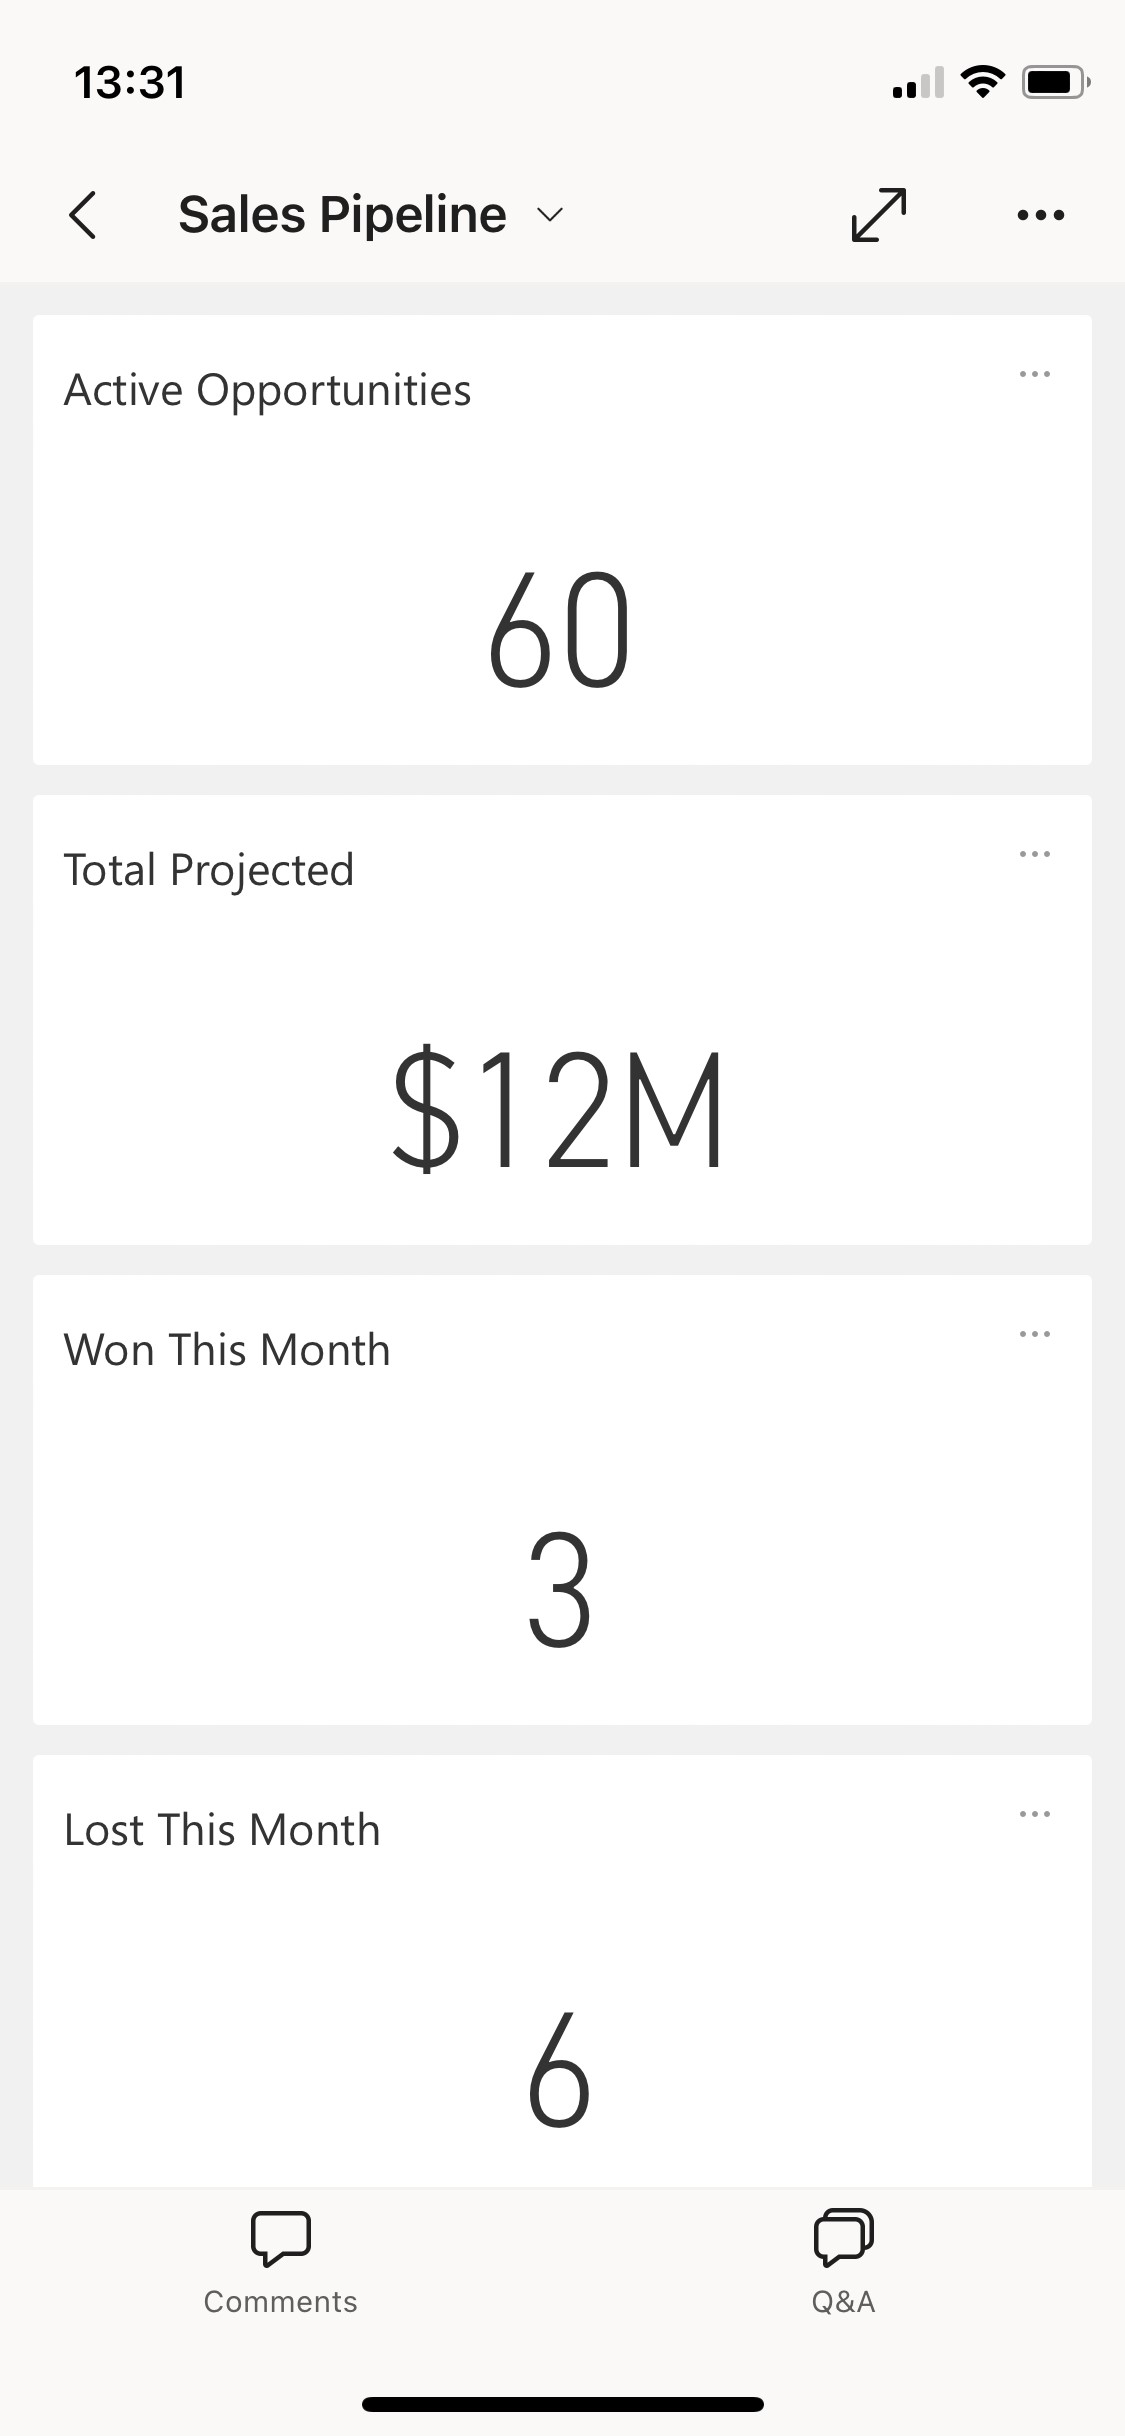 13:31
Sales Pipeline
Active Opportunities
60
Total Projected
$12M
Won This Month
3
Lost This Month
6
Comments
Q&A